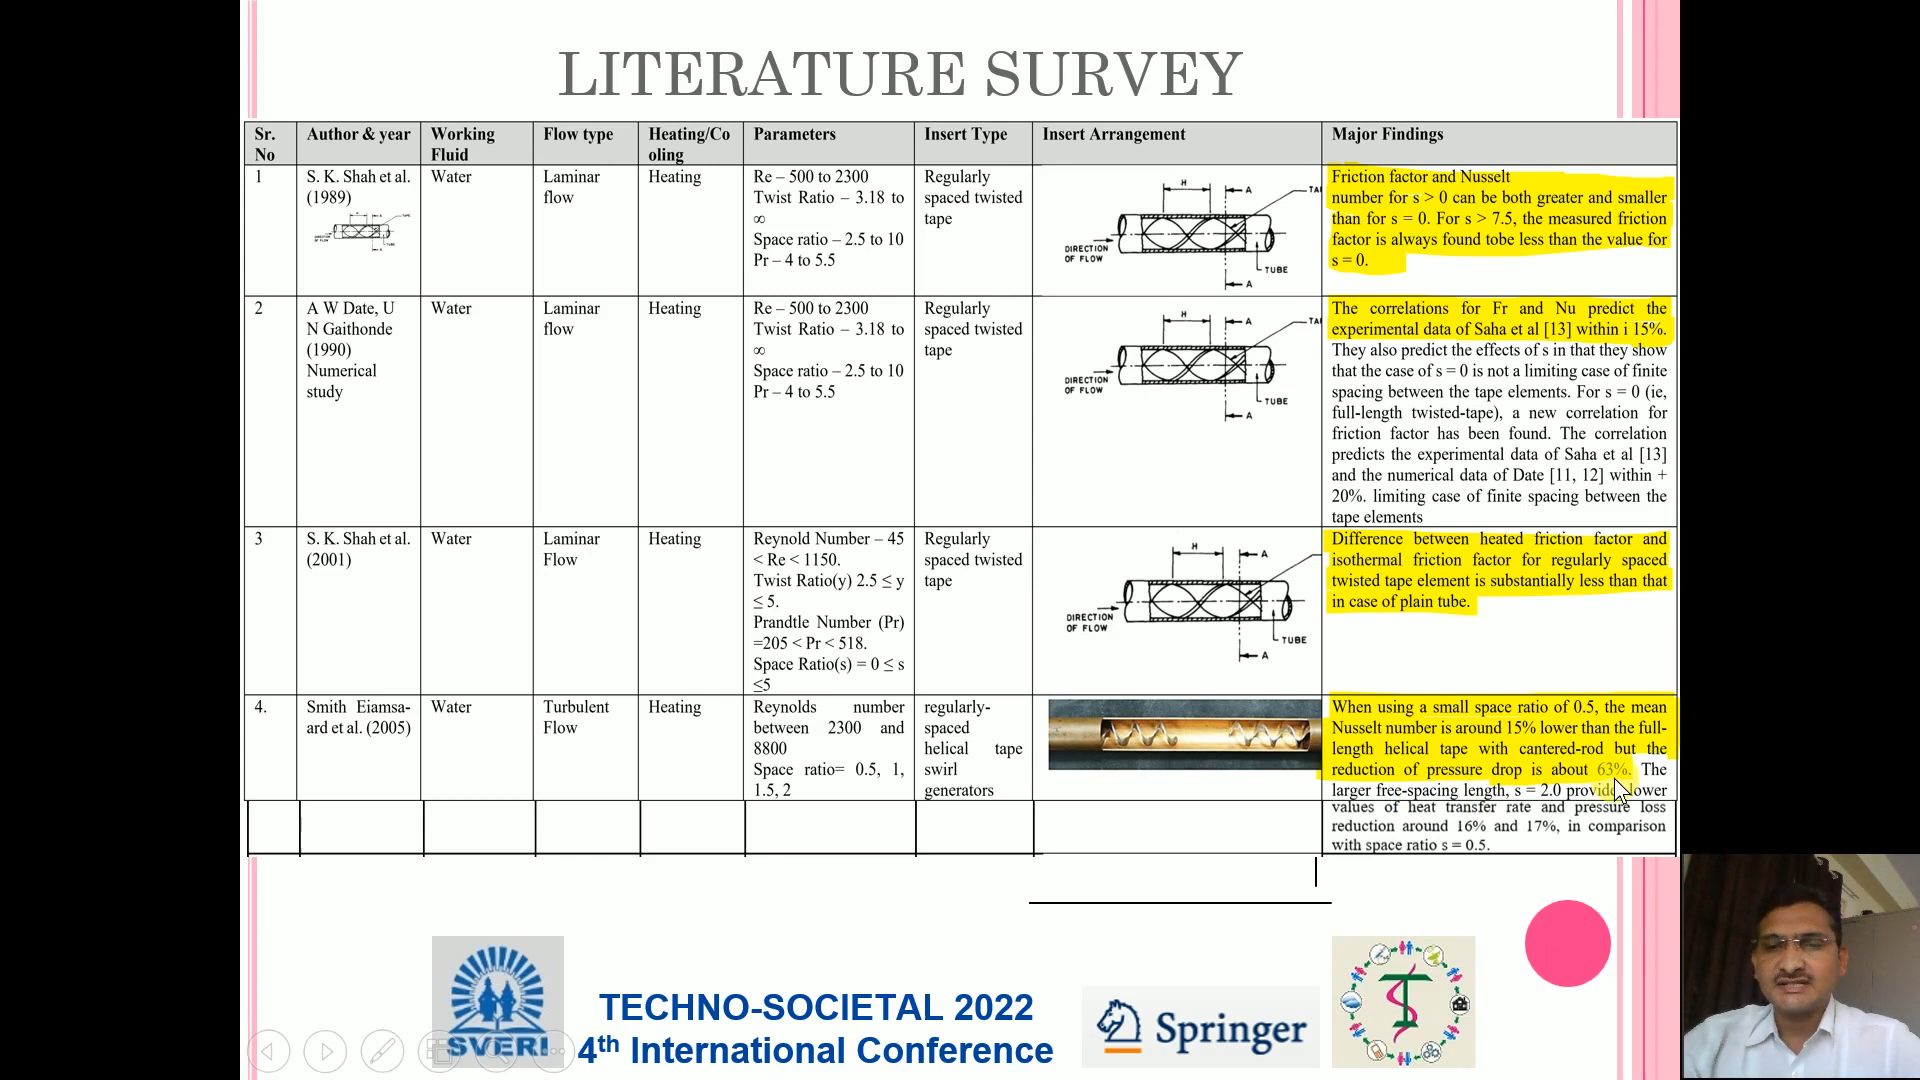 LITERATURE SURVEY
Sr. No
Author & year
Working Fluid
Flow type
Heating/Co oling
Parameters
Insert Type
Insert Arrangement
Major Findings
1
S. K. Shah et al.
(1989)
Water
Laminar
flow
Heating
Re – 500 to 2300
Twist Ratio – 3.18 to
∞
Space ratio – 2.5 to 10
Pr – 4 to 5.5
Regularly
spaced twisted
tape
H
A
DIRECTION
OF FLOW
TUBE
A
Friction factor and Nusselt
number for s > 0 can be both greater and smaller
than for s = 0. For s > 7.5, the measured friction
factor is always found tobe less than the value for
s = 0.
2
A W Date, U
N Gaithonde
(1990)
Numerical
study
Water
Laminar
flow
Heating
Re – 500 to 2300
Twist Ratio – 3.18 to
∞
Space ratio – 2.5 to 10
Pr – 4 to 5.5
Regularly
spaced twisted
tape
H
A
DIRECTION
OF FLOW
TUBE
A
The correlations for Fr and Nu predict the
experimental data of Saha et al [13] within i 15%.
They also predict the effects of s in that they show
that the case of s = 0 is not a limiting case of finite
spacing between the tape elements. For s = 0 (ie,
full-length twisted-tape), a new correlation for
friction factor has been found. The correlation
predicts the experimental data of Saha et al [13]
and the numerical data of Date [11, 12] within +
20%. limiting case of finite spacing between the
tape elements
3
S. K. Shah et al.
(2001)
Water
Laminar
Flow
Heating
Reynold Number – 45
< Re < 1150.
Twist Ratio(y) 2.5 ≤ y
≤ 5.
Prandtle Number (Pr)
=205 < Pr < 518.
Space Ratio(s) = 0 ≤ s
≤5
Regularly
spaced twisted
tape
H
A
DIRECTION
OF FLOW
TUBE
A
Difference between heated friction factor and
isothermal friction factor for regularly spaced
twisted tape element is substantially less than that
in case of plain tube.
4.
Smith Eiamsa-
ard et al. (2005)
Water
Turbulent
Flow
Heating
Reynolds number
between 2300 and
8800
Space ratio= 0.5, 1,
1.5, 2
regularly-
spaced
helical tape
swirl
generators
When using a small space ratio of 0.5, the mean
Nusselt number is around 15% lower than the full-
length helical tape with cantered-rod but the
reduction of pressure drop is about 63%. The
larger free-spacing length, s = 2.0 provide lower
values of heat transfer rate and pressure loss
reduction around 16% and 17%, in comparison
with space ratio s = 0.5.
SVERI
TECHNO-SOCIETAL 2022
4th International Conference
Springer